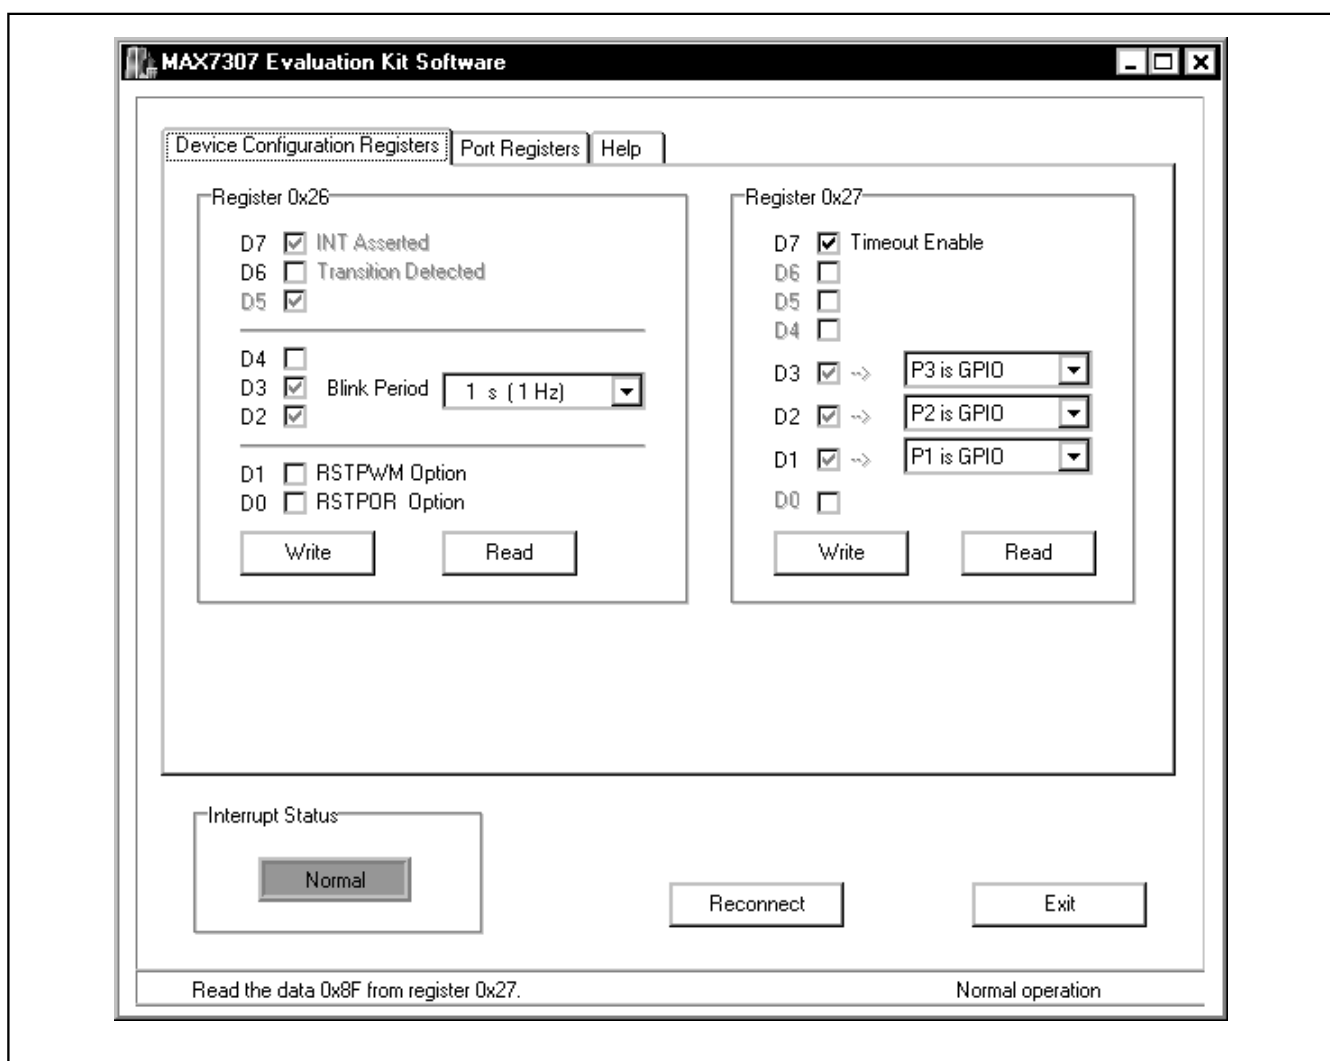 MAX7307 Evaluation Kit Software
Device Configuration Registers Port Registers Help
Register 0x26
D7 INT Asserted
D6 Transition Detected
D5
D4
D3 Blink Period 1 s (1 Hz)
D2
D1 RSTPWM Option
D0 RSTPOR Option
Write Read
Register 0x27
D7 Timeout Enable
D6
D5
D4
D3 --> P3 is GPIO
D2 --> P2 is GPIO
D1 --> P1 is GPIO
D0
Write Read
Interrupt Status
Normal
Reconnect Exit
Read the data 0x8F from register 0x27. Normal operation